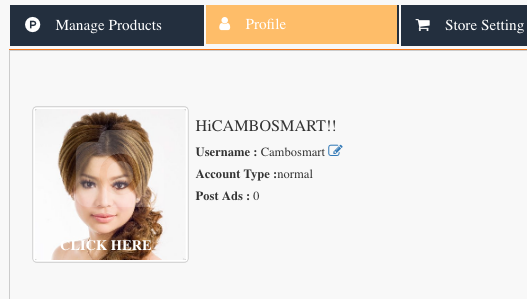 P Manage Products
Profile
Store Setting
HiCAMBOSMART!!
Username : Cambosmart
Account Type :normal
Post Ads : 0
CLICK HERE